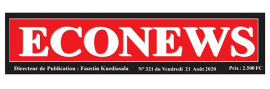 ECONEWS
Directeur de Publication : Faustin Kuediasala N° 321 du Vendredi 21 Août 2020 Prix : 2.500 FC